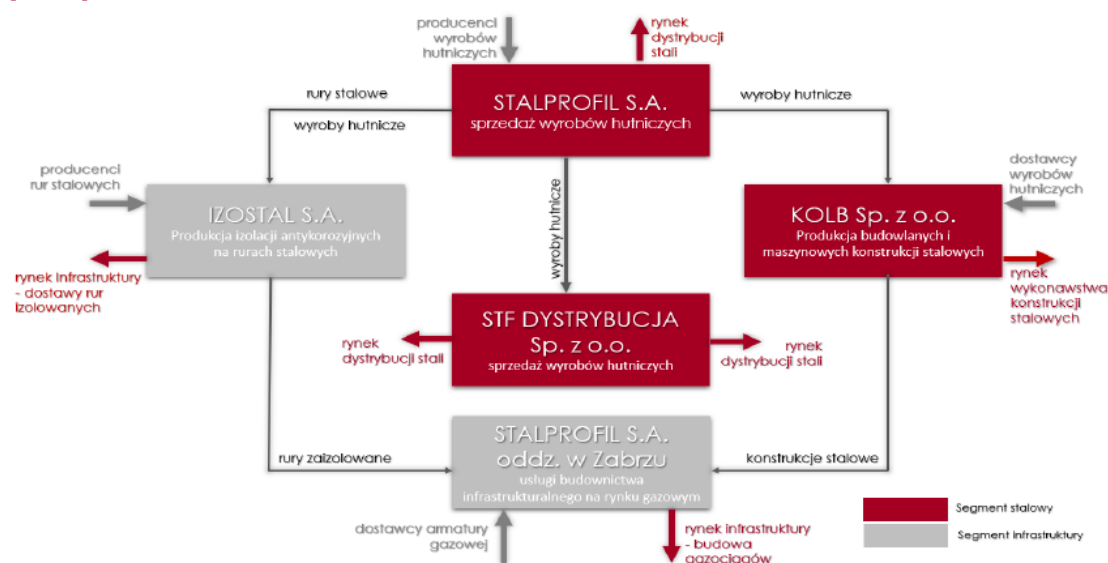 producenci
wyrobów
hutniczych
rynek
dystrybucji
stali
STALPROFIL S.A.
sprzedaż wyrobów hutniczych
rury stalowe
wyroby hutnicze
wyroby hutnicze
producenci
rur stalowych
IZOSTAL S.A.
Produkcja izolacji antykorozyjnych
na rurach stalowych
rynek infrastruktury
- dostawy rur
izolowanych
wyroby hutnicze
dostawcy
wyrobów
hutniczych
KOLB Sp. z o.o.
Produkcja budowlanych i
maszynowych konstrukcji stalowych
rynek
wykonawstwa
konstrukcji
stalowych
STF DYSTRYBUCJA
Sp. z o.o.
sprzedaż wyrobów hutniczych
rynek
dystrybucji stali
rynek
dystrybucji stali
STALPROFIL S.A.
oddz. w Zabrzu
usługi budownictwa
infrastrukturalnego na rynku gazowym
rury zaizolowane
konstrukcje stalowe
dostawcy armatury
gazowej
rynek infrastruktury
- budowa
gazociągów
Segment stalowy
Segment infrastruktury